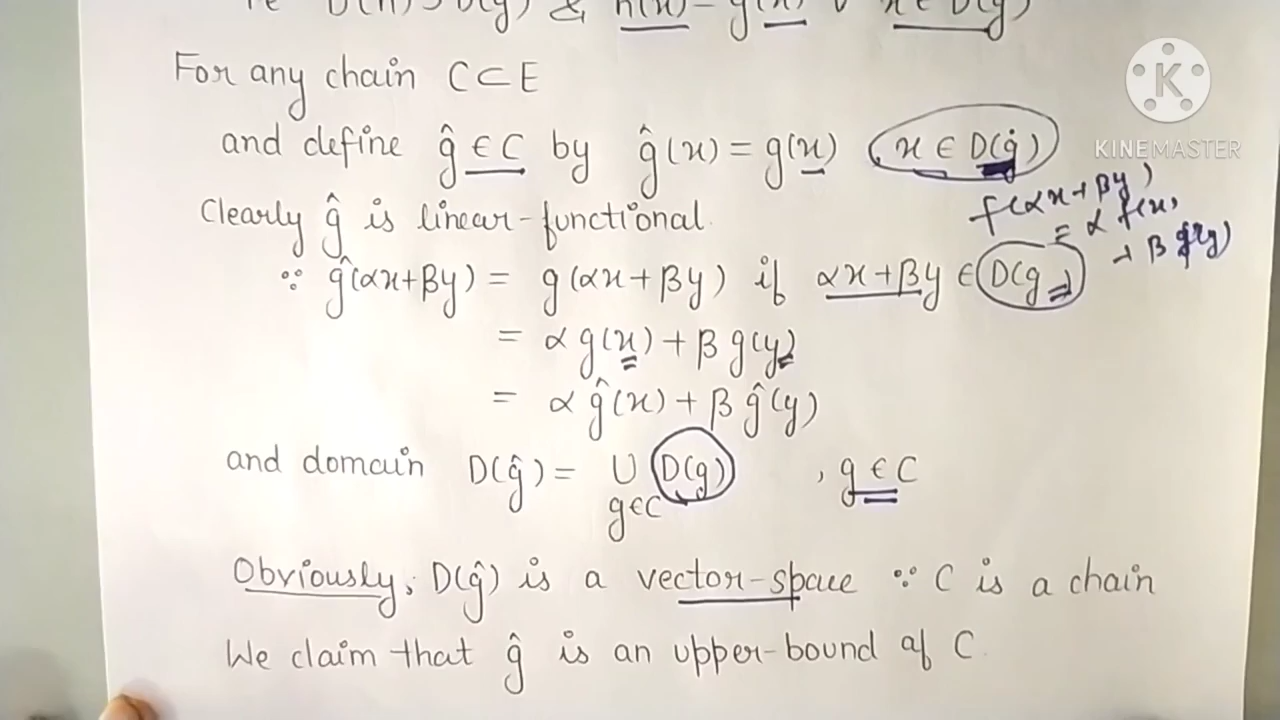 D(h) ⊃ D(g) & h(x) = g(x) ∀ x ∈ D(g)
For any chain C ⊂ E
and define ĝ ∈ C by ĝ(x) = g(x) x ∈ D(g)
KINEMASTER
f(αx + βy)
= α f(x)
+ β f(y)
Clearly ĝ is linear-functional
∵ ĝ(αx+βy) = g(αx+βy) if αx+βy ∈ D(g)
= α g(x) + β g(y)
= α ĝ(x) + β ĝ(y)
and domain D(ĝ) = ∪ D(g) , g ∈ C
g∈C
Obviously, D(ĝ) is a vector-space ∵ C is a chain
We claim that ĝ is an upper-bound of C.